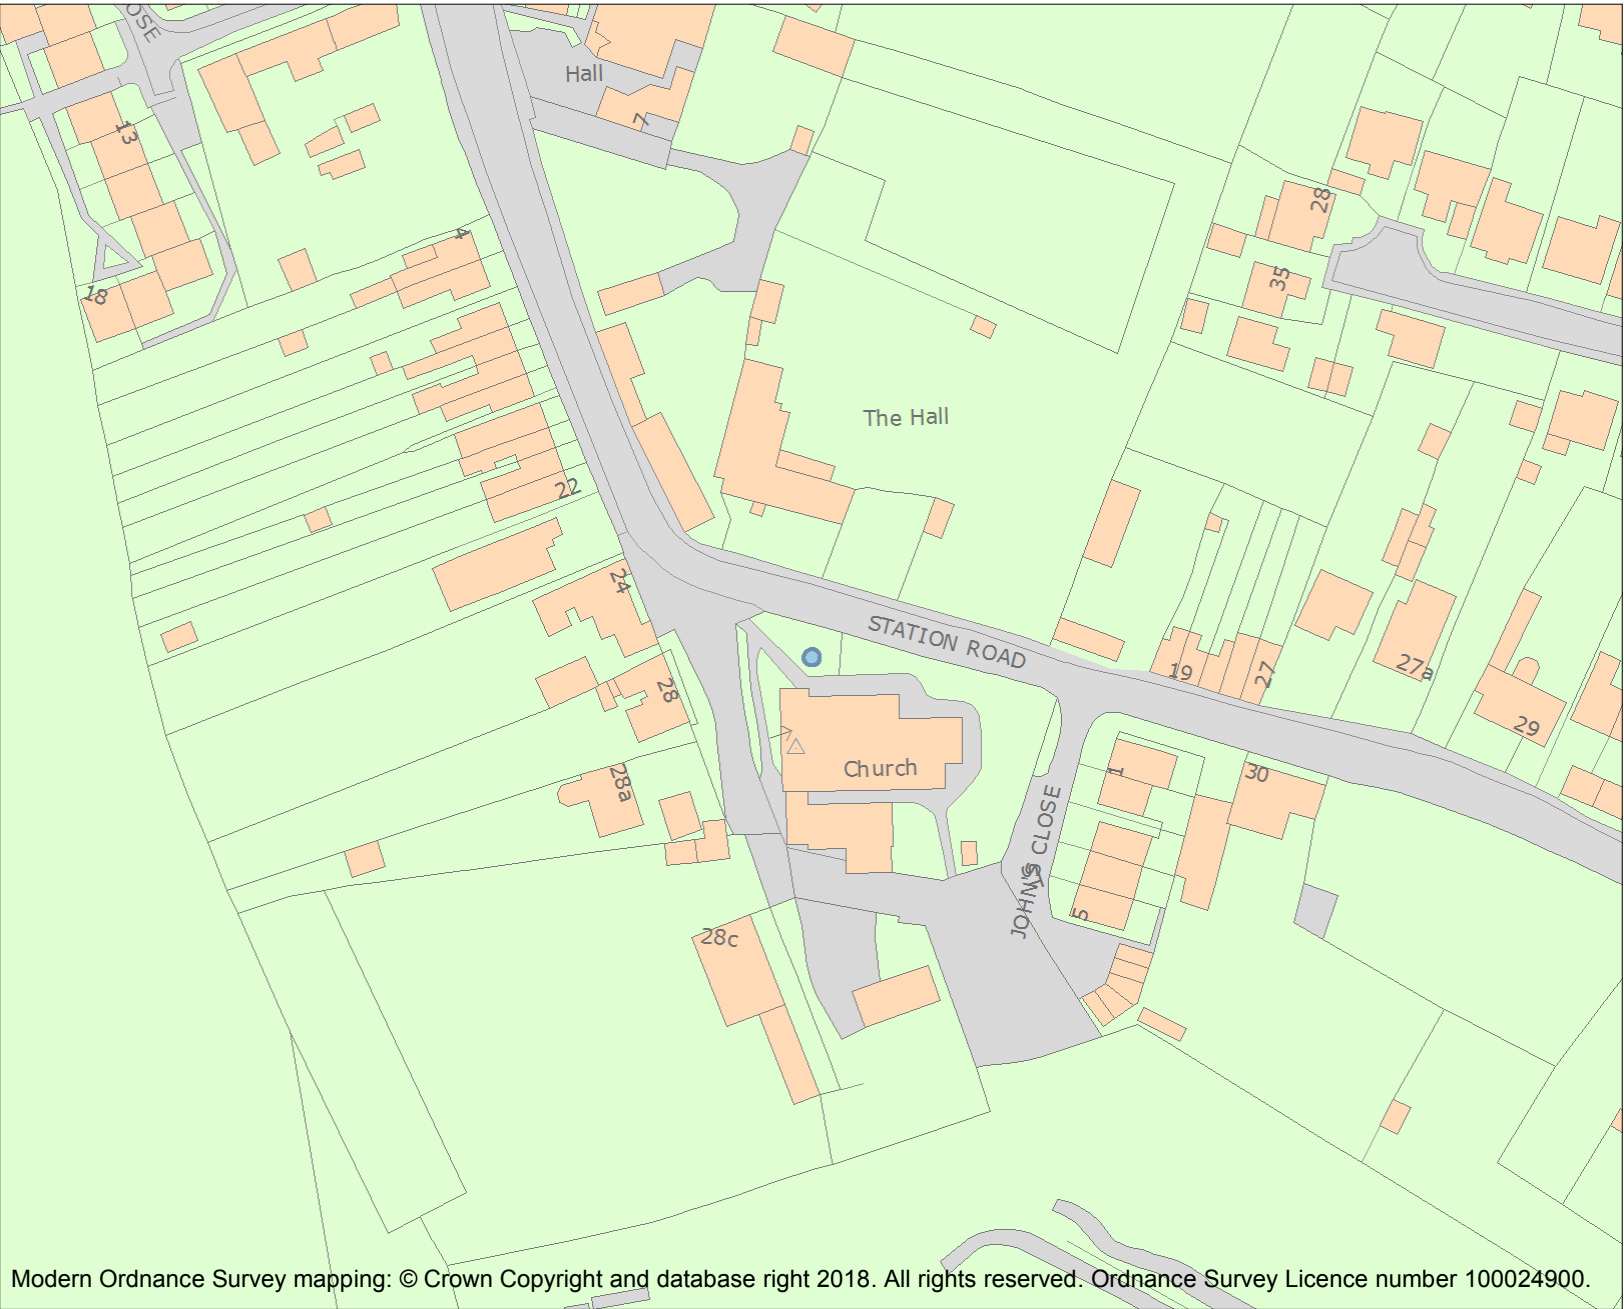 OSE
Hall
7
13
28
4
35
18
The Hall
22
24
STATION ROAD
19
27
27a
28
29
Church
1
30
28a
JOHN'S CLOSE
5
28c
Modern Ordnance Survey mapping: © Crown Copyright and database right 2018. All rights reserved. Ordnance Survey Licence number 100024900.